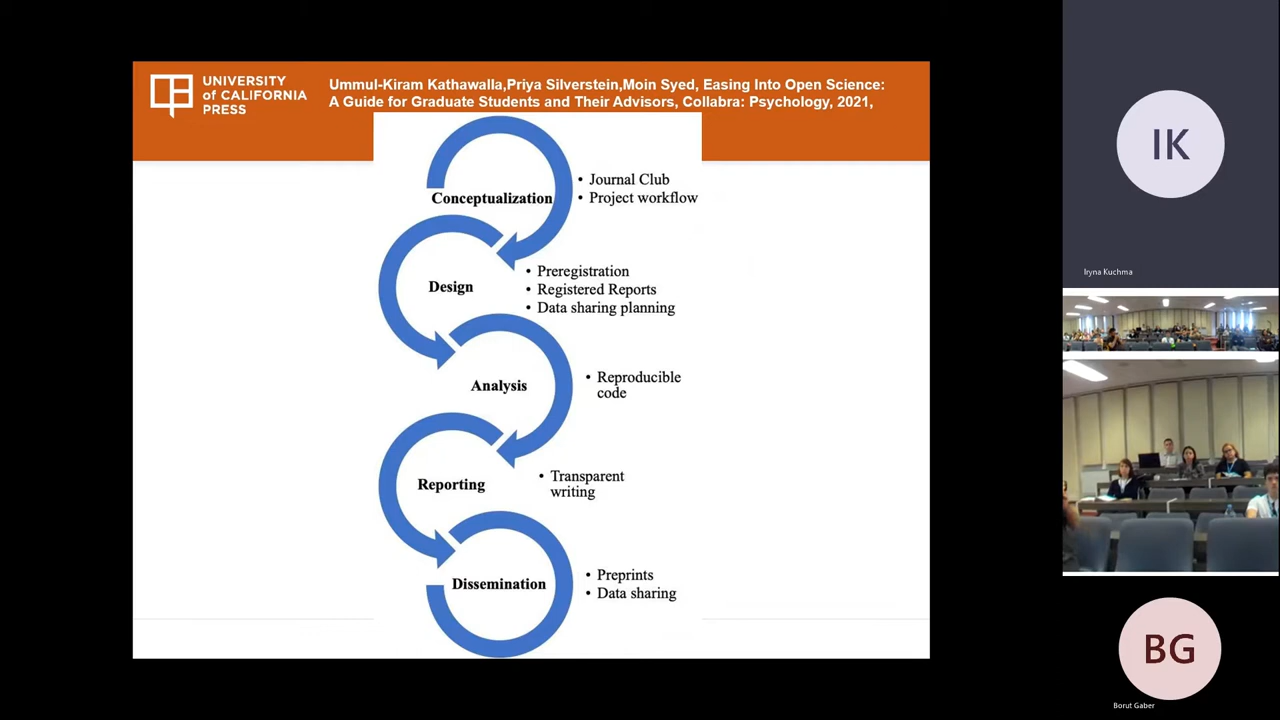 UNIVERSITY
of CALIFORNIA
PRESS
Ummul-Kiram Kathawalla,Priya Silverstein,Moin Syed, Easing Into Open Science:
A Guide for Graduate Students and Their Advisors, Collabra: Psychology, 2021,
Conceptualization
• Journal Club
• Project workflow
Design
• Preregistration
• Registered Reports
• Data sharing planning
Analysis
• Reproducible
code
Reporting
• Transparent
writing
Dissemination
• Preprints
• Data sharing
IK
Iryna Kuchma
BG
Borut Gaber